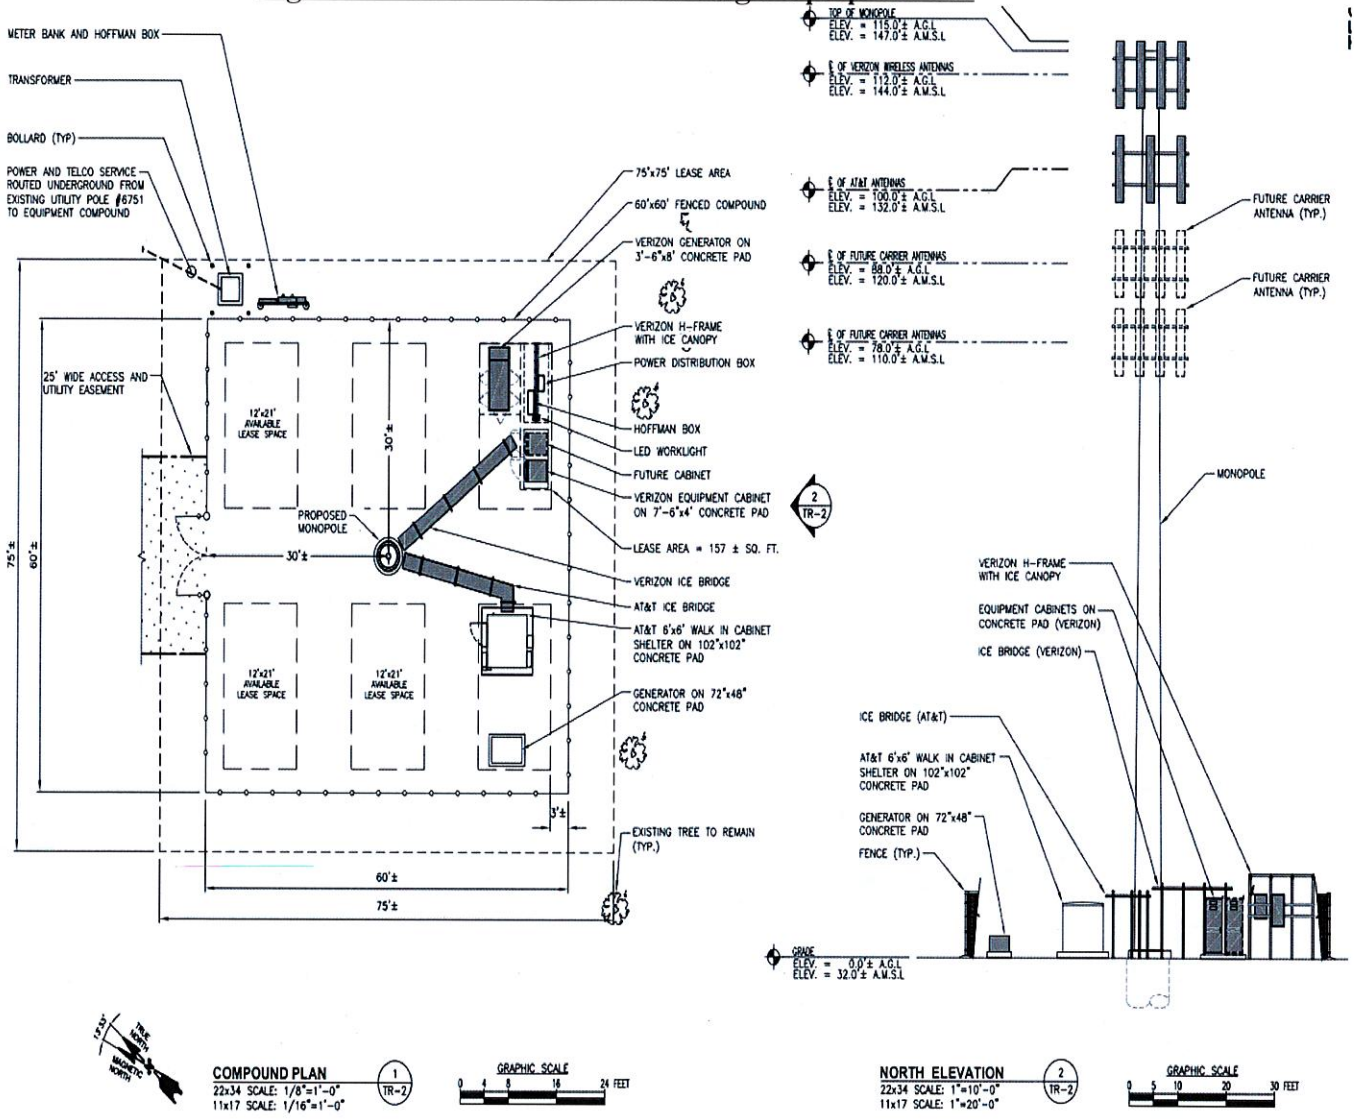 METER BANK AND HOFFMAN BOX
TRANSFORMER
BOLLARD (TYP)
POWER AND TELCO SERVICE
ROUTED UNDERGROUND FROM
EXISTING UTILITY POLE #6751
TO EQUIPMENT COMPOUND
75'x75' LEASE AREA
60'x60' FENCED COMPOUND
VERIZON GENERATOR ON
3'-6"x8' CONCRETE PAD
VERIZON H-FRAME
WITH ICE CANOPY
POWER DISTRIBUTION BOX
HOFFMAN BOX
LED WORKLIGHT
FUTURE CABINET
VERIZON EQUIPMENT CABINET
ON 7'-6"x4' CONCRETE PAD
LEASE AREA = 157 ± SQ. FT.
VERIZON ICE BRIDGE
AT&T ICE BRIDGE
AT&T 6'x6' WALK IN CABINET
SHELTER ON 102"x102"
CONCRETE PAD
GENERATOR ON 72"x48"
CONCRETE PAD
EXISTING TREE TO REMAIN
(TYP.)
25' WIDE ACCESS AND
UTILITY EASEMENT
12'x21'
AVAILABLE
LEASE SPACE
PROPOSED
MONOPOLE
30'±
30'±
75'±
60'±
12'x21'
AVAILABLE
LEASE SPACE
12'x21'
AVAILABLE
LEASE SPACE
3'±
60'±
75'±
2
TR-2
TRUE
NORTH
MAGNETIC
NORTH
COMPOUND PLAN
22x34 SCALE: 1/8"=1'-0"
11x17 SCALE: 1/16"=1'-0"
1
TR-2
GRAPHIC SCALE
0 4 8 16 24 FEET
TOP OF MONOPOLE
ELEV. = 115.0'± A.G.L
ELEV. = 147.0'± A.M.S.L
℄ OF VERIZON WIRELESS ANTENNAS
ELEV. = 112.0'± A.G.L
ELEV. = 144.0'± A.M.S.L
℄ OF AT&T ANTENNAS
ELEV. = 100.0'± A.G.L
ELEV. = 132.0'± A.M.S.L
℄ OF FUTURE CARRIER ANTENNAS
ELEV. = 88.0'± A.G.L
ELEV. = 120.0'± A.M.S.L
℄ OF FUTURE CARRIER ANTENNAS
ELEV. = 78.0'± A.G.L
ELEV. = 110.0'± A.M.S.L
FUTURE CARRIER
ANTENNA (TYP.)
FUTURE CARRIER
ANTENNA (TYP.)
MONOPOLE
VERIZON H-FRAME
WITH ICE CANOPY
EQUIPMENT CABINETS ON
CONCRETE PAD (VERIZON)
ICE BRIDGE (VERIZON)
ICE BRIDGE (AT&T)
AT&T 6'x6' WALK IN CABINET
SHELTER ON 102"x102"
CONCRETE PAD
GENERATOR ON 72"x48"
CONCRETE PAD
FENCE (TYP.)
GRADE
ELEV. = 0.0'± A.G.L
ELEV. = 32.0'± A.M.S.L
NORTH ELEVATION
22x34 SCALE: 1"=10'-0"
11x17 SCALE: 1"=20'-0"
2
TR-2
GRAPHIC SCALE
0 5 10 20 30 FEET